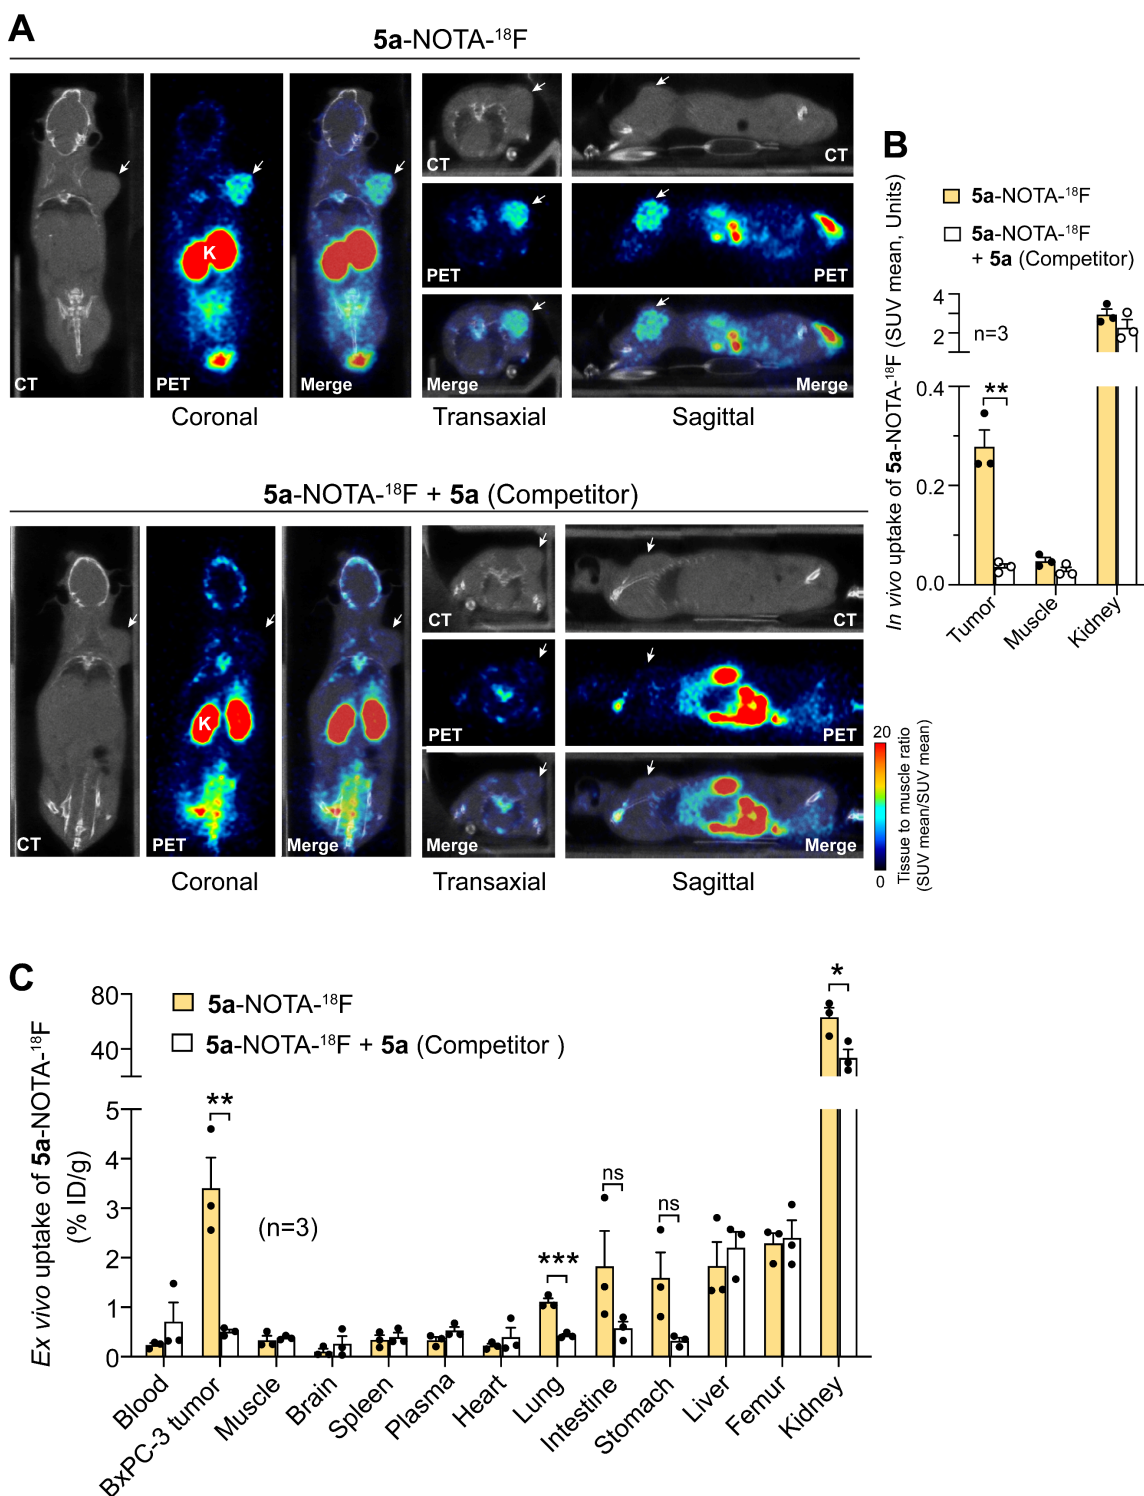 A
5a-NOTA-¹⁸F
CT
PET
K
Merge
CT
PET
Merge
CT
PET
Merge
Coronal
Transaxial
Sagittal
5a-NOTA-¹⁸F + 5a (Competitor)
CT
PET
K
Merge
CT
PET
Merge
CT
PET
Merge
Coronal
Transaxial
Sagittal
20
0
Tissue to muscle ratio
(SUV mean/SUV mean)
B
5a-NOTA-¹⁸F
5a-NOTA-¹⁸F
+ 5a (Competitor)
In vivo uptake of 5a-NOTA-¹⁸F (SUV mean, Units)
4
2
n=3
0.4
0.2
0.0
**
Tumor
Muscle
Kidney
C
5a-NOTA-¹⁸F
5a-NOTA-¹⁸F + 5a (Competitor )
Ex vivo uptake of 5a-NOTA-¹⁸F
(% ID/g)
80
40
5
4
3
2
1
0
(n=3)
**
***
ns
ns
*
Blood
BxPC-3 tumor
Muscle
Brain
Spleen
Plasma
Heart
Lung
Intestine
Stomach
Liver
Femur
Kidney